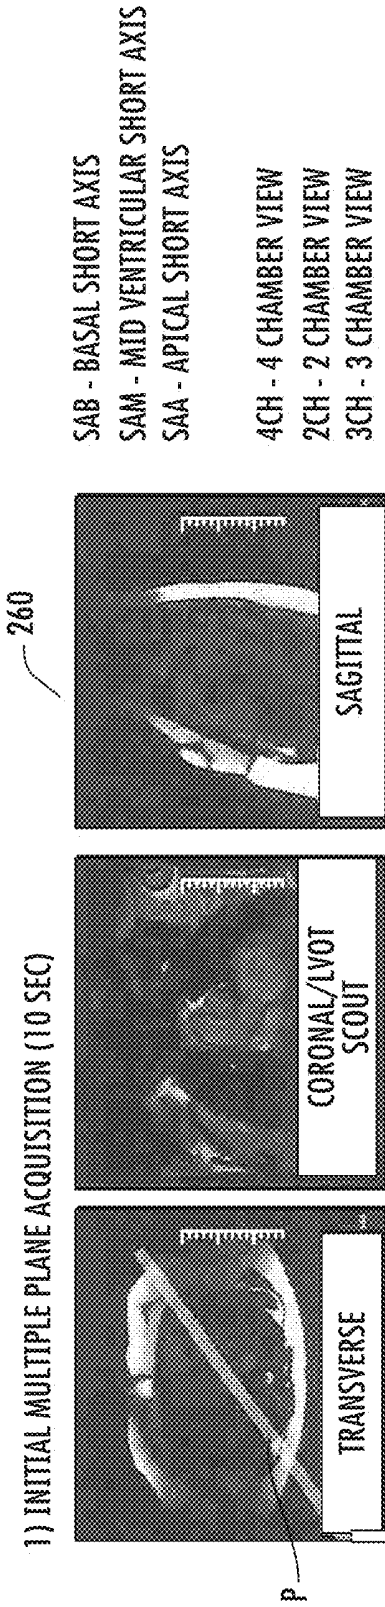 1) INITIAL MULTIPLE PLANE ACQUISITION (10 SEC)
260
P
TRANSVERSE
CORONAL/LVOT
SCOUT
SAGITTAL
SAB - BASAL SHORT AXIS
SAM - MID VENTRICULAR SHORT AXIS
SAA - APICAL SHORT AXIS
4CH - 4 CHAMBER VIEW
2CH - 2 CHAMBER VIEW
3CH - 3 CHAMBER VIEW